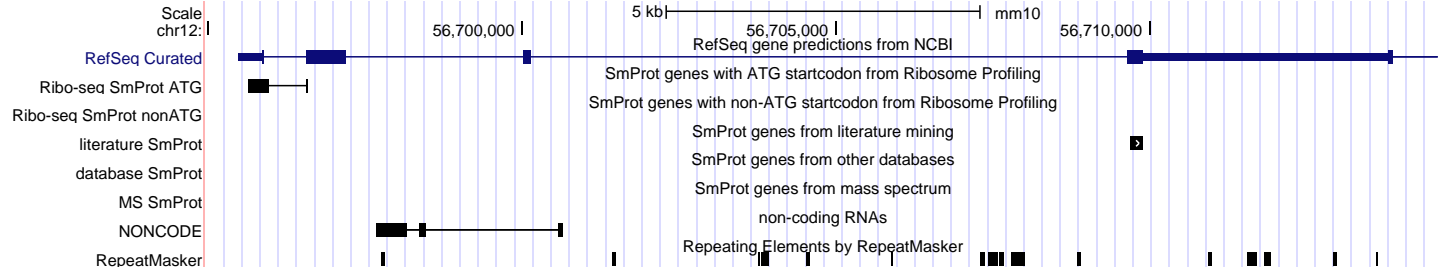 Scale 5 kb mm10
chr12: 56,700,000 56,705,000 56,710,000
RefSeq gene predictions from NCBI
RefSeq Curated
SmProt genes with ATG startcodon from Ribosome Profiling
Ribo-seq SmProt ATG
SmProt genes with non-ATG startcodon from Ribosome Profiling
Ribo-seq SmProt nonATG
SmProt genes from literature mining
literature SmProt
SmProt genes from other databases
database SmProt
SmProt genes from mass spectrum
MS SmProt
non-coding RNAs
NONCODE
Repeating Elements by RepeatMasker
RepeatMasker